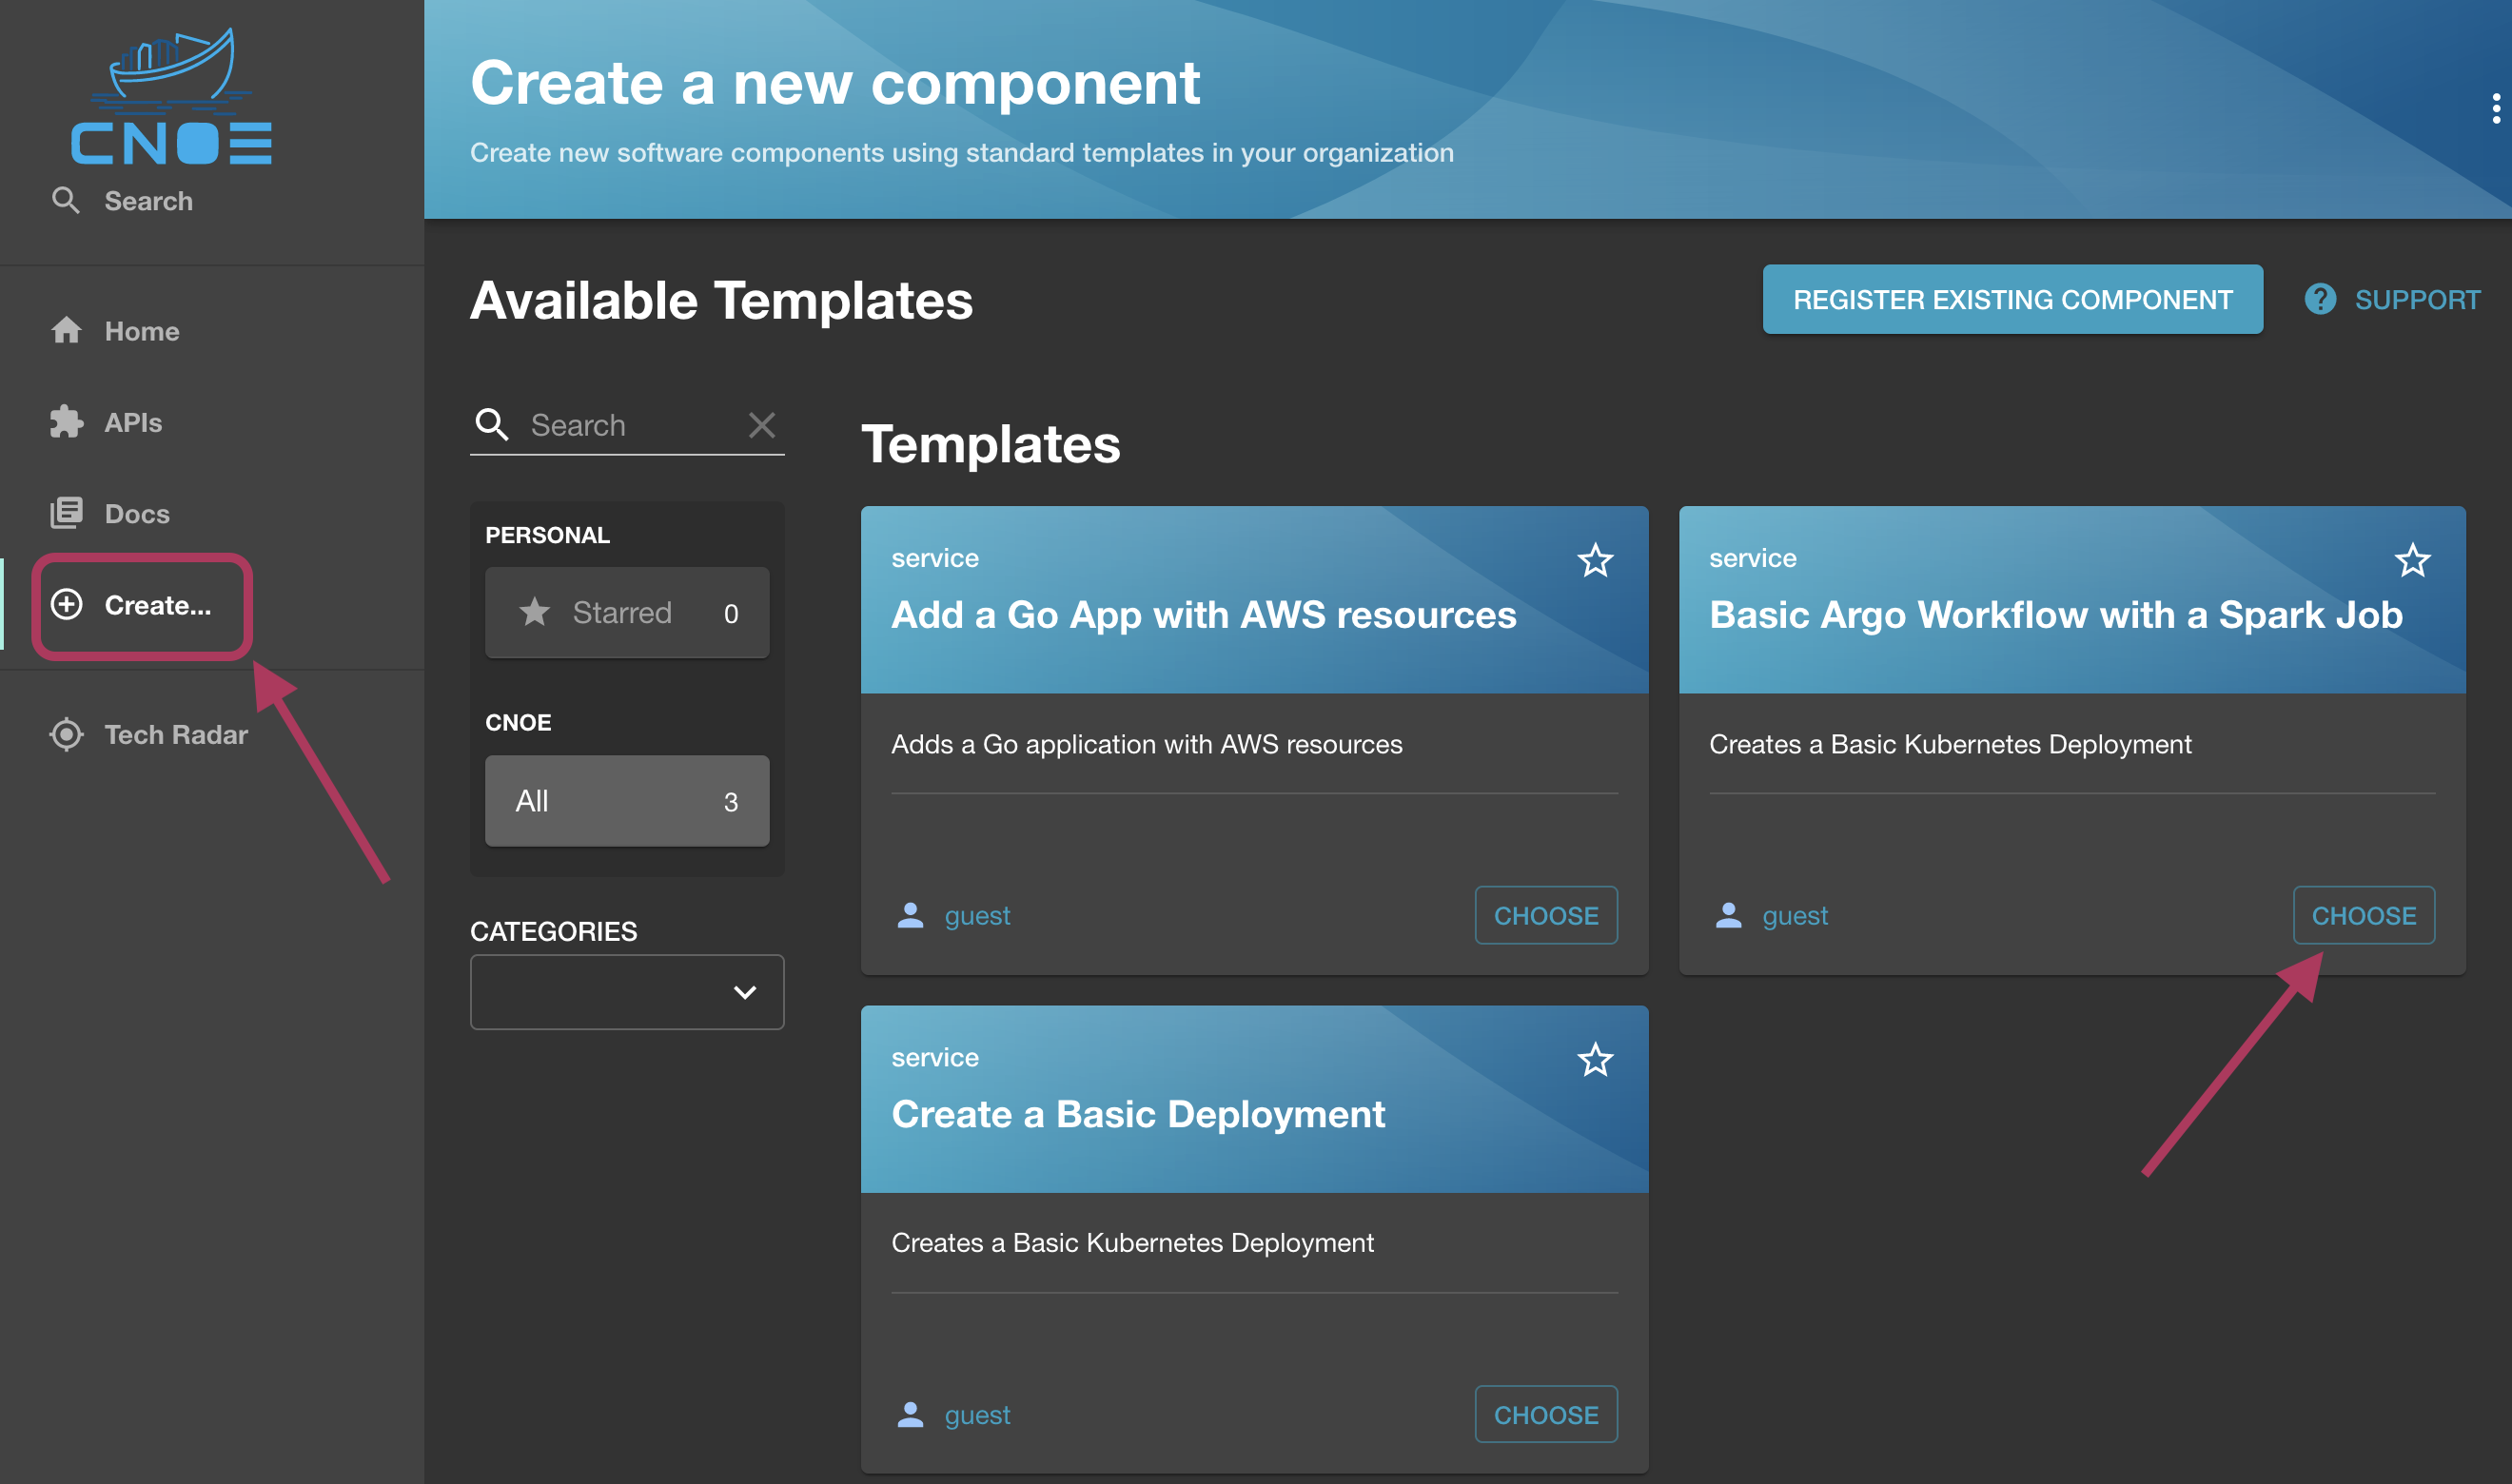 CNOE
Search
Home
APIs
Docs
Create...
Tech Radar
Create a new component
Create new software components using standard templates in your organization
Available Templates
REGISTER EXISTING COMPONENT
SUPPORT
Search
PERSONAL
Starred 0
CNOE
All 3
CATEGORIES
Templates
service
Add a Go App with AWS resources
Adds a Go application with AWS resources
guest
CHOOSE
service
Basic Argo Workflow with a Spark Job
Creates a Basic Kubernetes Deployment
guest
CHOOSE
service
Create a Basic Deployment
Creates a Basic Kubernetes Deployment
guest
CHOOSE